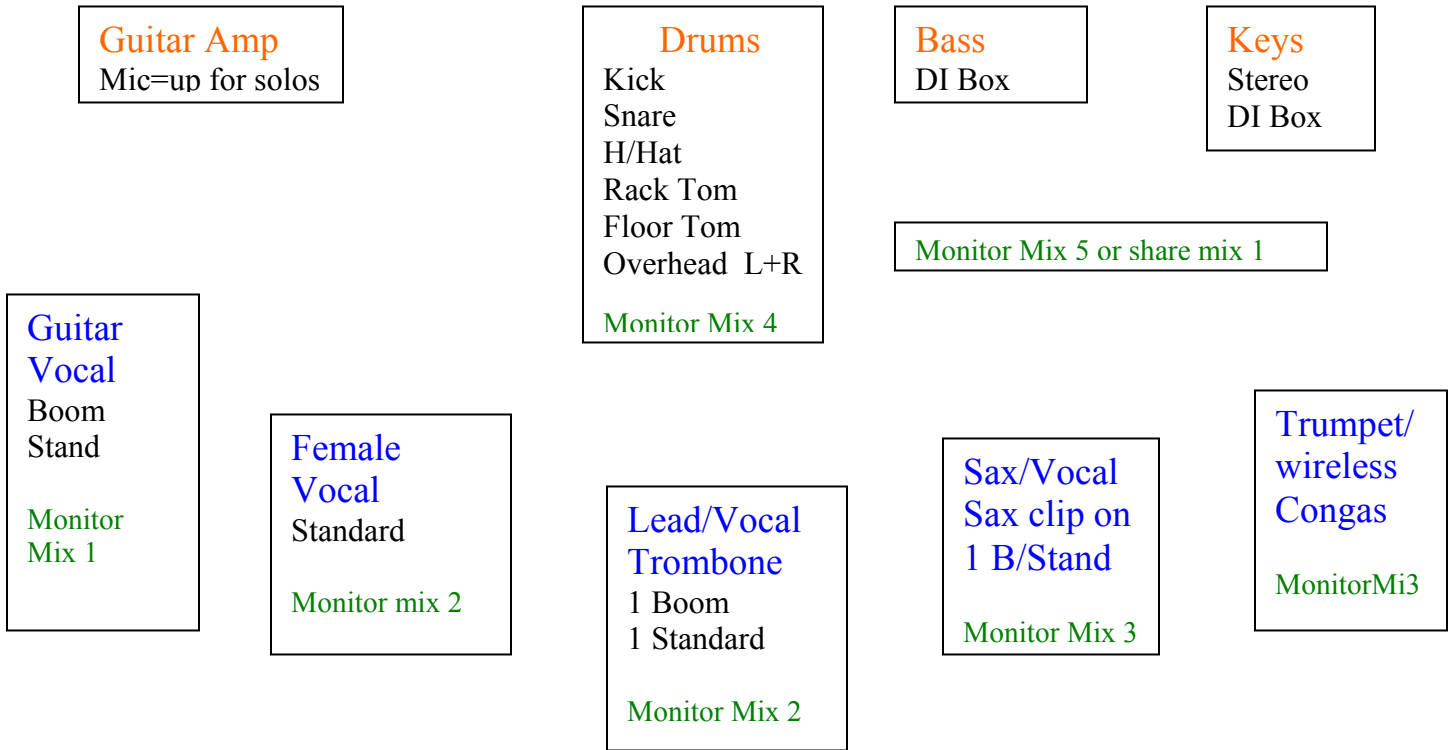 Guitar Amp
Mic=up for solos
Drums
Kick
Snare
H/Hat
Rack Tom
Floor Tom
Overhead L+R
Monitor Mix 4
Bass
DI Box
Keys
Stereo
DI Box
Monitor Mix 5 or share mix 1
Guitar
Vocal
Boom
Stand
Monitor
Mix 1
Female
Vocal
Standard
Monitor mix 2
Lead/Vocal
Trombone
1 Boom
1 Standard
Monitor Mix 2
Sax/Vocal
Sax clip on
1 B/Stand
Monitor Mix 3
Trumpet/
wireless
Congas
MonitorMi3